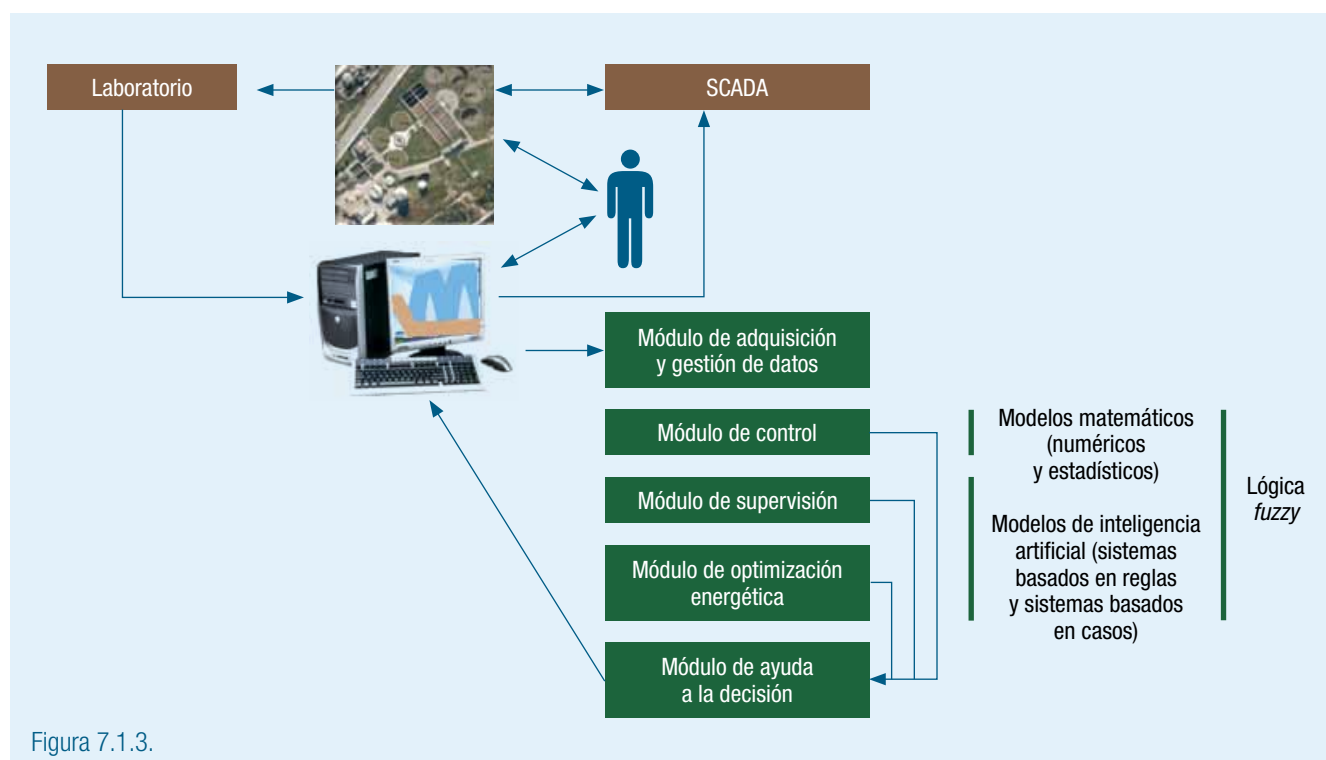 Laboratorio
SCADA
Módulo de adquisición
y gestión de datos
Módulo de control
Módulo de supervisión
Módulo de optimización
energética
Módulo de ayuda
a la decisión
Modelos matemáticos
(numéricos
y estadísticos)
Modelos de inteligencia
artificial (sistemas
basados en reglas
y sistemas basados
en casos)
Lógica
fuzzy
Figura 7.1.3.